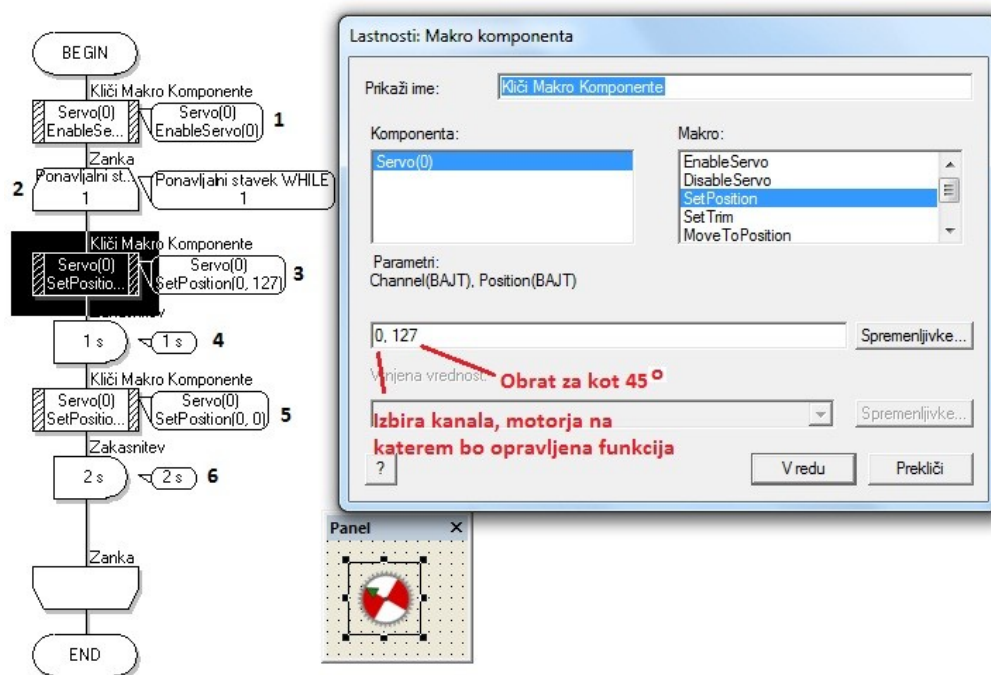 BEGIN
Kliči Makro Komponente
Servo(0)
EnableSe...
Servo(0)
EnableServo(0)
1
Zanka
2
Ponavljalni st...
1
Ponavljalni stavek WHILE
1
Kliči Makro Komponente
Servo(0)
SetPositio...
Servo(0)
SetPosition(0, 127)
3
Zakasnitev
1 s
1 s
4
Kliči Makro Komponente
Servo(0)
SetPositio...
Servo(0)
SetPosition(0, 0)
5
Zakasnitev
2 s
2 s
6
Zanka
END
Lastnosti: Makro komponenta
Prikaži ime:
Kliči Makro Komponente
Komponenta:
Makro:
Servo(0)
EnableServo
DisableServo
SetPosition
SetTrim
MoveToPosition
Parametri:
Channel(BAJT), Position(BAJT)
0, 127
Spremenljivke...
Vrnjena vrednost:
Obrat za kot 45°
Izbira kanala, motorja na
katerem bo opravljena funkcija
Spremenljivke...
?
V redu
Prekliči
Panel